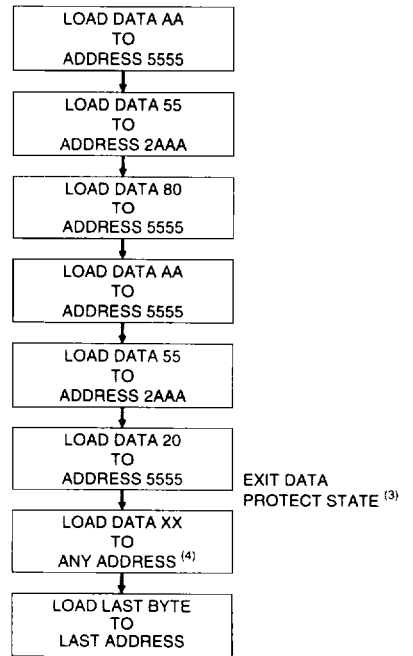 LOAD DATA AA
TO
ADDRESS 5555
LOAD DATA 55
TO
ADDRESS 2AAA
LOAD DATA 80
TO
ADDRESS 5555
LOAD DATA AA
TO
ADDRESS 5555
LOAD DATA 55
TO
ADDRESS 2AAA
LOAD DATA 20
TO
ADDRESS 5555
EXIT DATA
PROTECT STATE (3)
LOAD DATA XX
TO
ANY ADDRESS (4)
LOAD LAST BYTE
TO
LAST ADDRESS